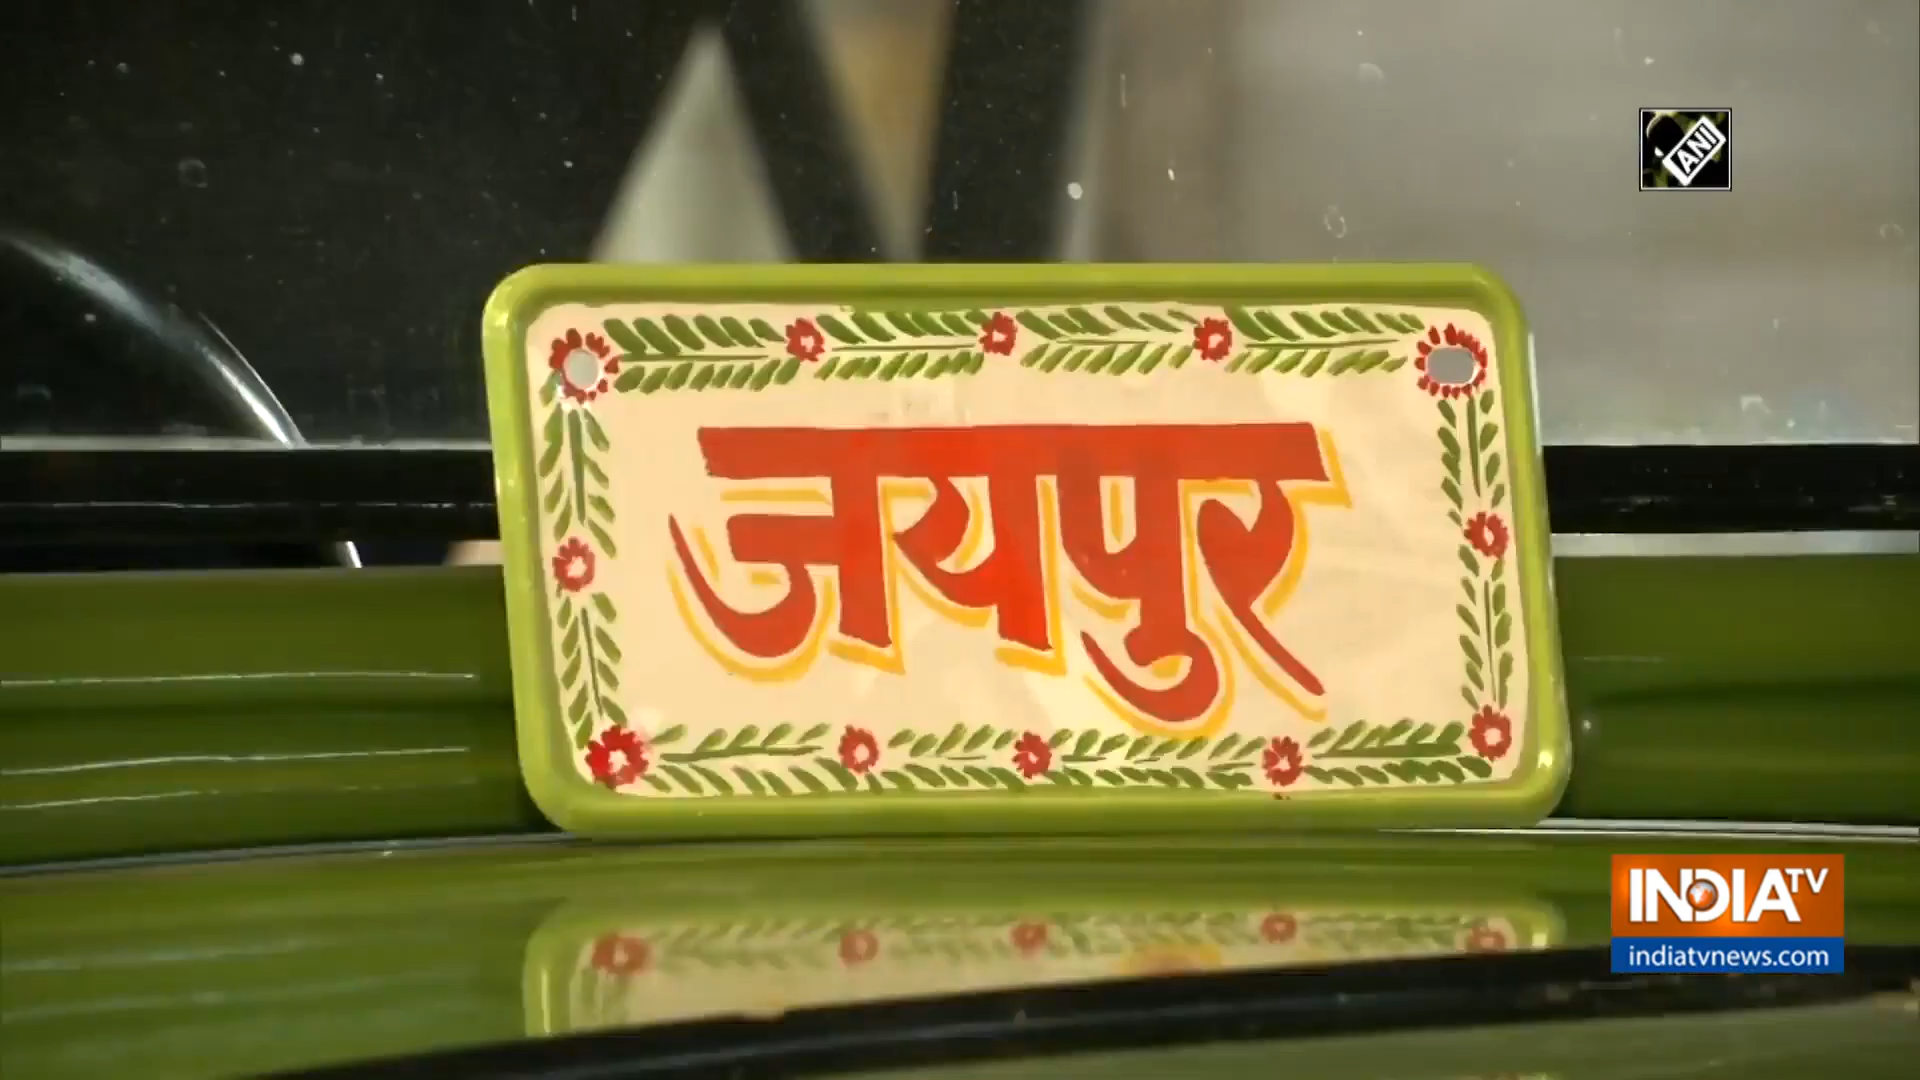 ANI
जयपुर
INDIA TV
indiatvnews.com